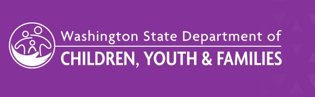 Washington State Department of
CHILDREN, YOUTH & FAMILIES